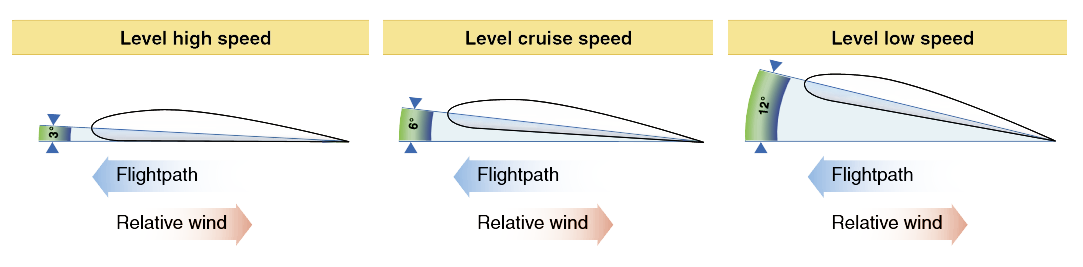 Level high speed
Level cruise speed
Level low speed
3°
6°
12°
Flightpath
Flightpath
Flightpath
Relative wind
Relative wind
Relative wind